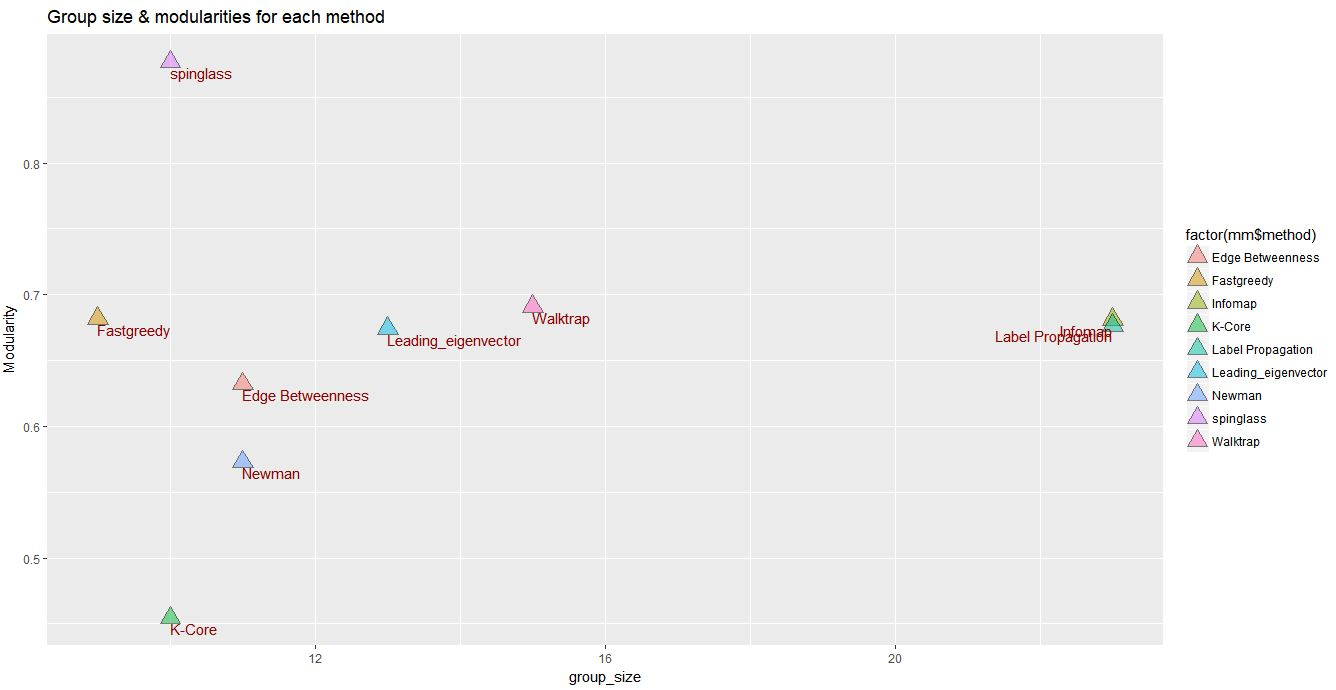 Group size & modularities for each method
Modularity
0.8
0.7
0.6
0.5
spinglass
Fastgreedy
Walktrap
Infomap
Label Propagation
Leading_eigenvector
Edge Betweenness
Newman
K-Core
12
16
20
group_size
factor(mm$method)
Edge Betweenness
Fastgreedy
Infomap
K-Core
Label Propagation
Leading_eigenvector
Newman
spinglass
Walktrap